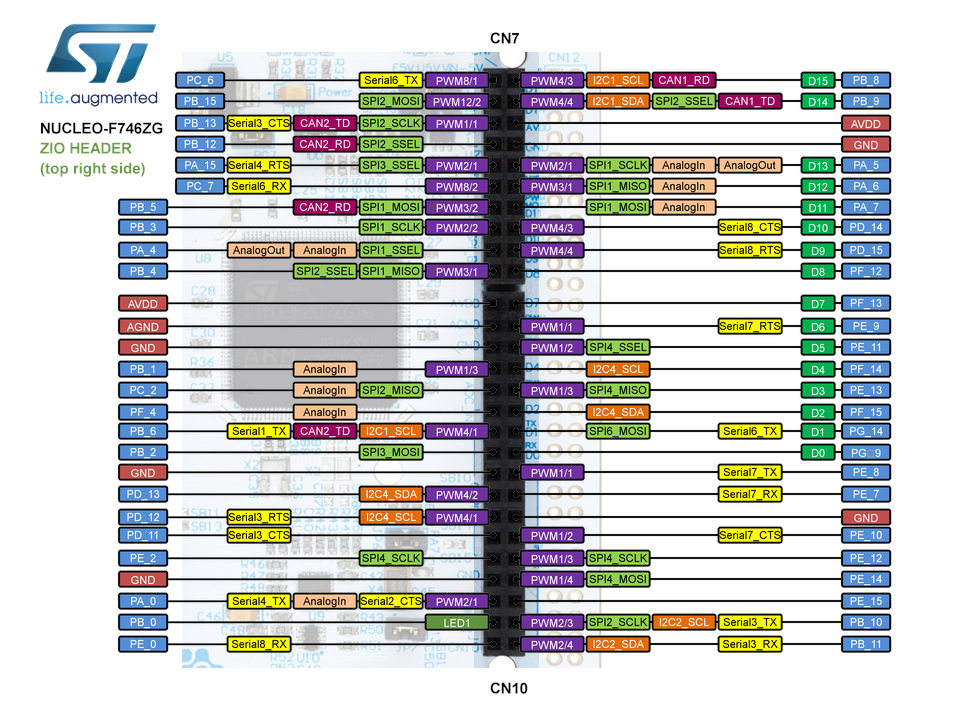 CN7
ST
life.augmented
NUCLEO-F746ZG
ZIO HEADER
(top right side)
PC_6 Serial6_TX PWM8/1 PWM4/3 I2C1_SCL CAN1_RD D15 PB_8
PB_15 SPI2_MOSI PWM12/2 PWM4/4 I2C1_SDA SPI2_SSEL CAN1_TD D14 PB_9
PB_13 Serial3_CTS CAN2_TD SPI2_SCLK PWM1/1 AVDD
PB_12 CAN2_RD SPI2_SSEL GND
PA_15 Serial4_RTS SPI3_SSEL PWM2/1 PWM2/1 SPI1_SCLK AnalogIn AnalogOut D13 PA_5
PC_7 Serial6_RX PWM8/2 PWM3/1 SPI1_MISO AnalogIn D12 PA_6
PB_5 CAN2_RD SPI1_MOSI PWM3/2 SPI1_MOSI AnalogIn D11 PA_7
PB_3 SPI1_SCLK PWM2/2 PWM4/3 Serial8_CTS D10 PD_14
PA_4 AnalogOut AnalogIn SPI1_SSEL PWM4/4 Serial8_RTS D9 PD_15
PB_4 SPI2_SSEL SPI1_MISO PWM3/1 D8 PF_12
AVDD D7 PF_13
AGND PWM1/1 Serial7_RTS D6 PE_9
GND PWM1/2 SPI4_SSEL D5 PE_11
PB_1 AnalogIn PWM1/3 I2C4_SCL D4 PF_14
PC_2 AnalogIn SPI2_MISO PWM1/3 SPI4_MISO D3 PE_13
PF_4 AnalogIn I2C4_SDA D2 PF_15
PB_6 Serial1_TX CAN2_TD I2C1_SCL PWM4/1 SPI6_MOSI Serial6_TX D1 PG_14
PB_2 SPI3_MOSI D0 PG 9
GND PWM1/1 Serial7_TX PE_8
PD_13 I2C4_SDA PWM4/2 Serial7_RX PE_7
PD_12 Serial3_RTS I2C4_SCL PWM4/1 GND
PD_11 Serial3_CTS PWM1/2 Serial7_CTS PE_10
PE_2 SPI4_SCLK PWM1/3 SPI4_SCLK PE_12
GND PWM1/4 SPI4_MOSI PE_14
PA_0 Serial4_TX AnalogIn Serial2_CTS PWM2/1 PE_15
PB_0 LED1 PWM2/3 SPI2_SCLK I2C2_SCL Serial3_TX PB_10
PE_0 Serial8_RX PWM2/4 I2C2_SDA Serial3_RX PB_11
CN10